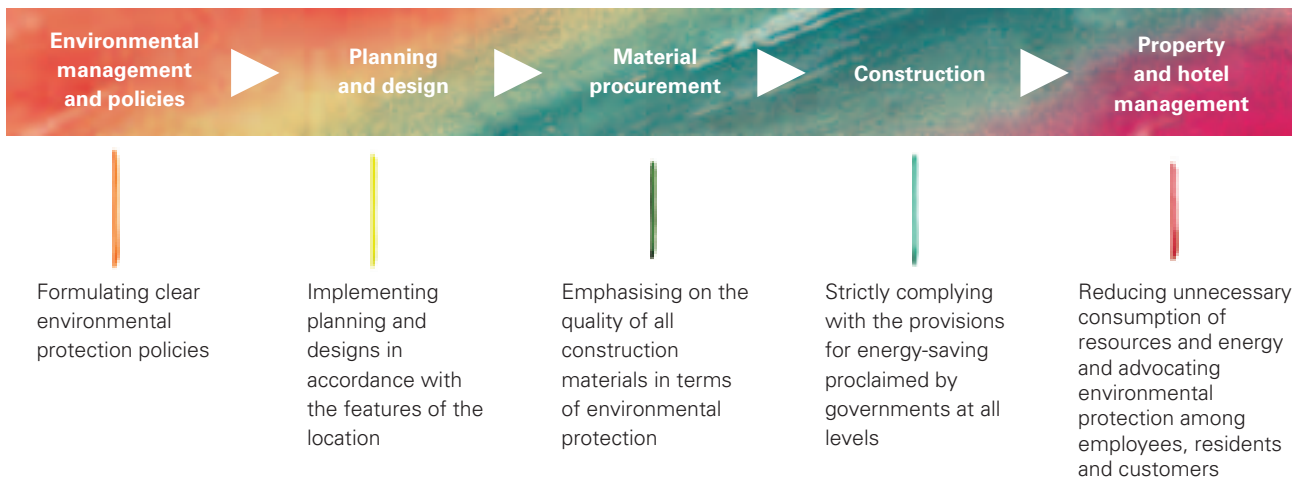 Environmental
management
and policies
Planning
and design
Material
procurement
Construction
Property
and hotel
management
Formulating clear
environmental
protection policies
Implementing
planning and
designs in
accordance with
the features of the
location
Emphasising on the
quality of all
construction
materials in terms
of environmental
protection
Strictly complying
with the provisions
for energy-saving
proclaimed by
governments at all
levels
Reducing unnecessary
consumption of
resources and energy
and advocating
environmental
protection among
employees, residents
and customers